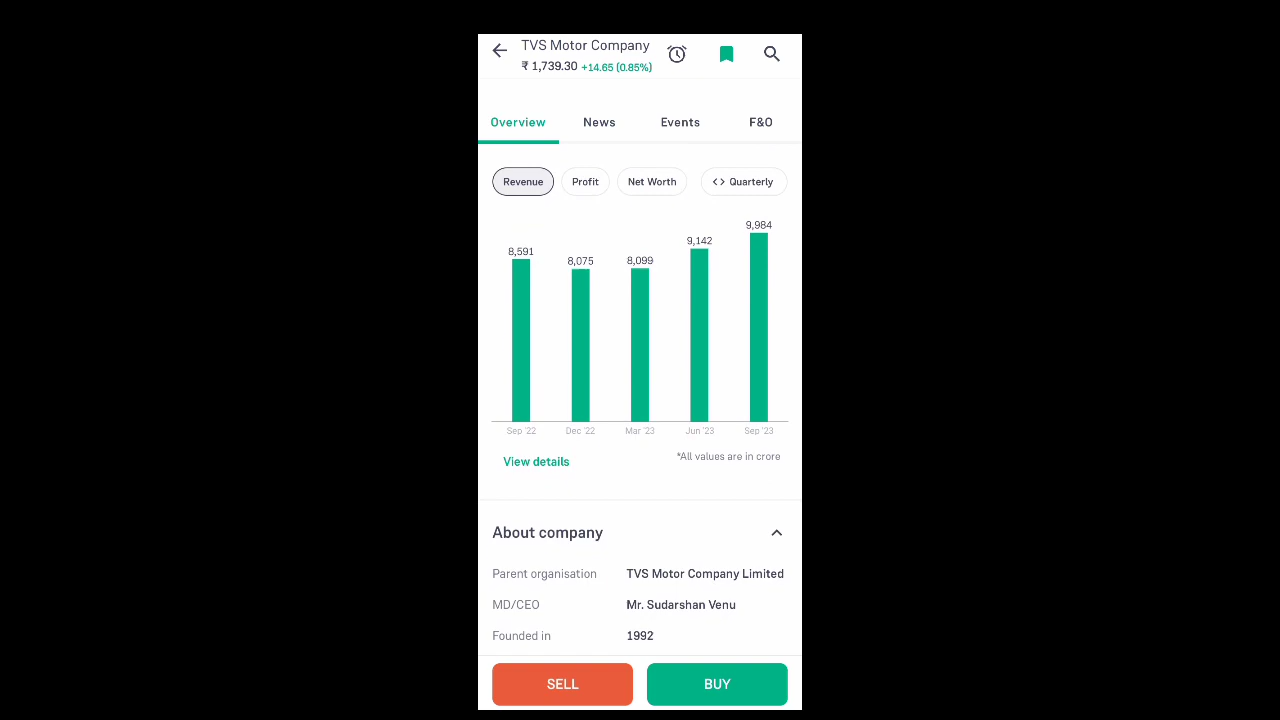 TVS Motor Company
₹ 1,739.30 +14.65 (0.85%)
Overview News Events F&O
Revenue Profit Net Worth <> Quarterly
9,984
9,142
8,591
8,075 8,099
Sep '22 Dec '22 Mar '23 Jun '23 Sep '23
View details *All values are in crore
About company
Parent organisation TVS Motor Company Limited
MD/CEO Mr. Sudarshan Venu
Founded in 1992
SELL BUY